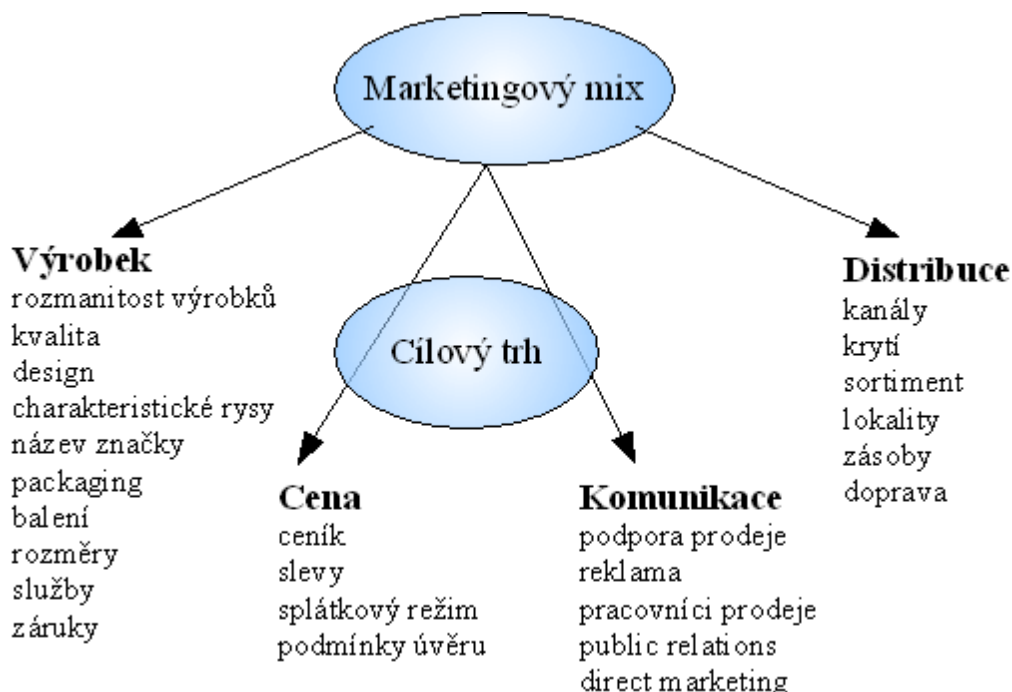 Marketingový mix
Cílový trh
Výrobek
rozmanitost výrobků
kvalita
design
charakteristické rysy
název značky
packaging
balení
rozměry
služby
záruky
Cena
ceník
slevy
splátkový režim
podmínky úvěru
Komunikace
podpora prodeje
reklama
pracovníci prodeje
public relations
direct marketing
Distribuce
kanály
krytí
sortiment
lokality
zásoby
doprava